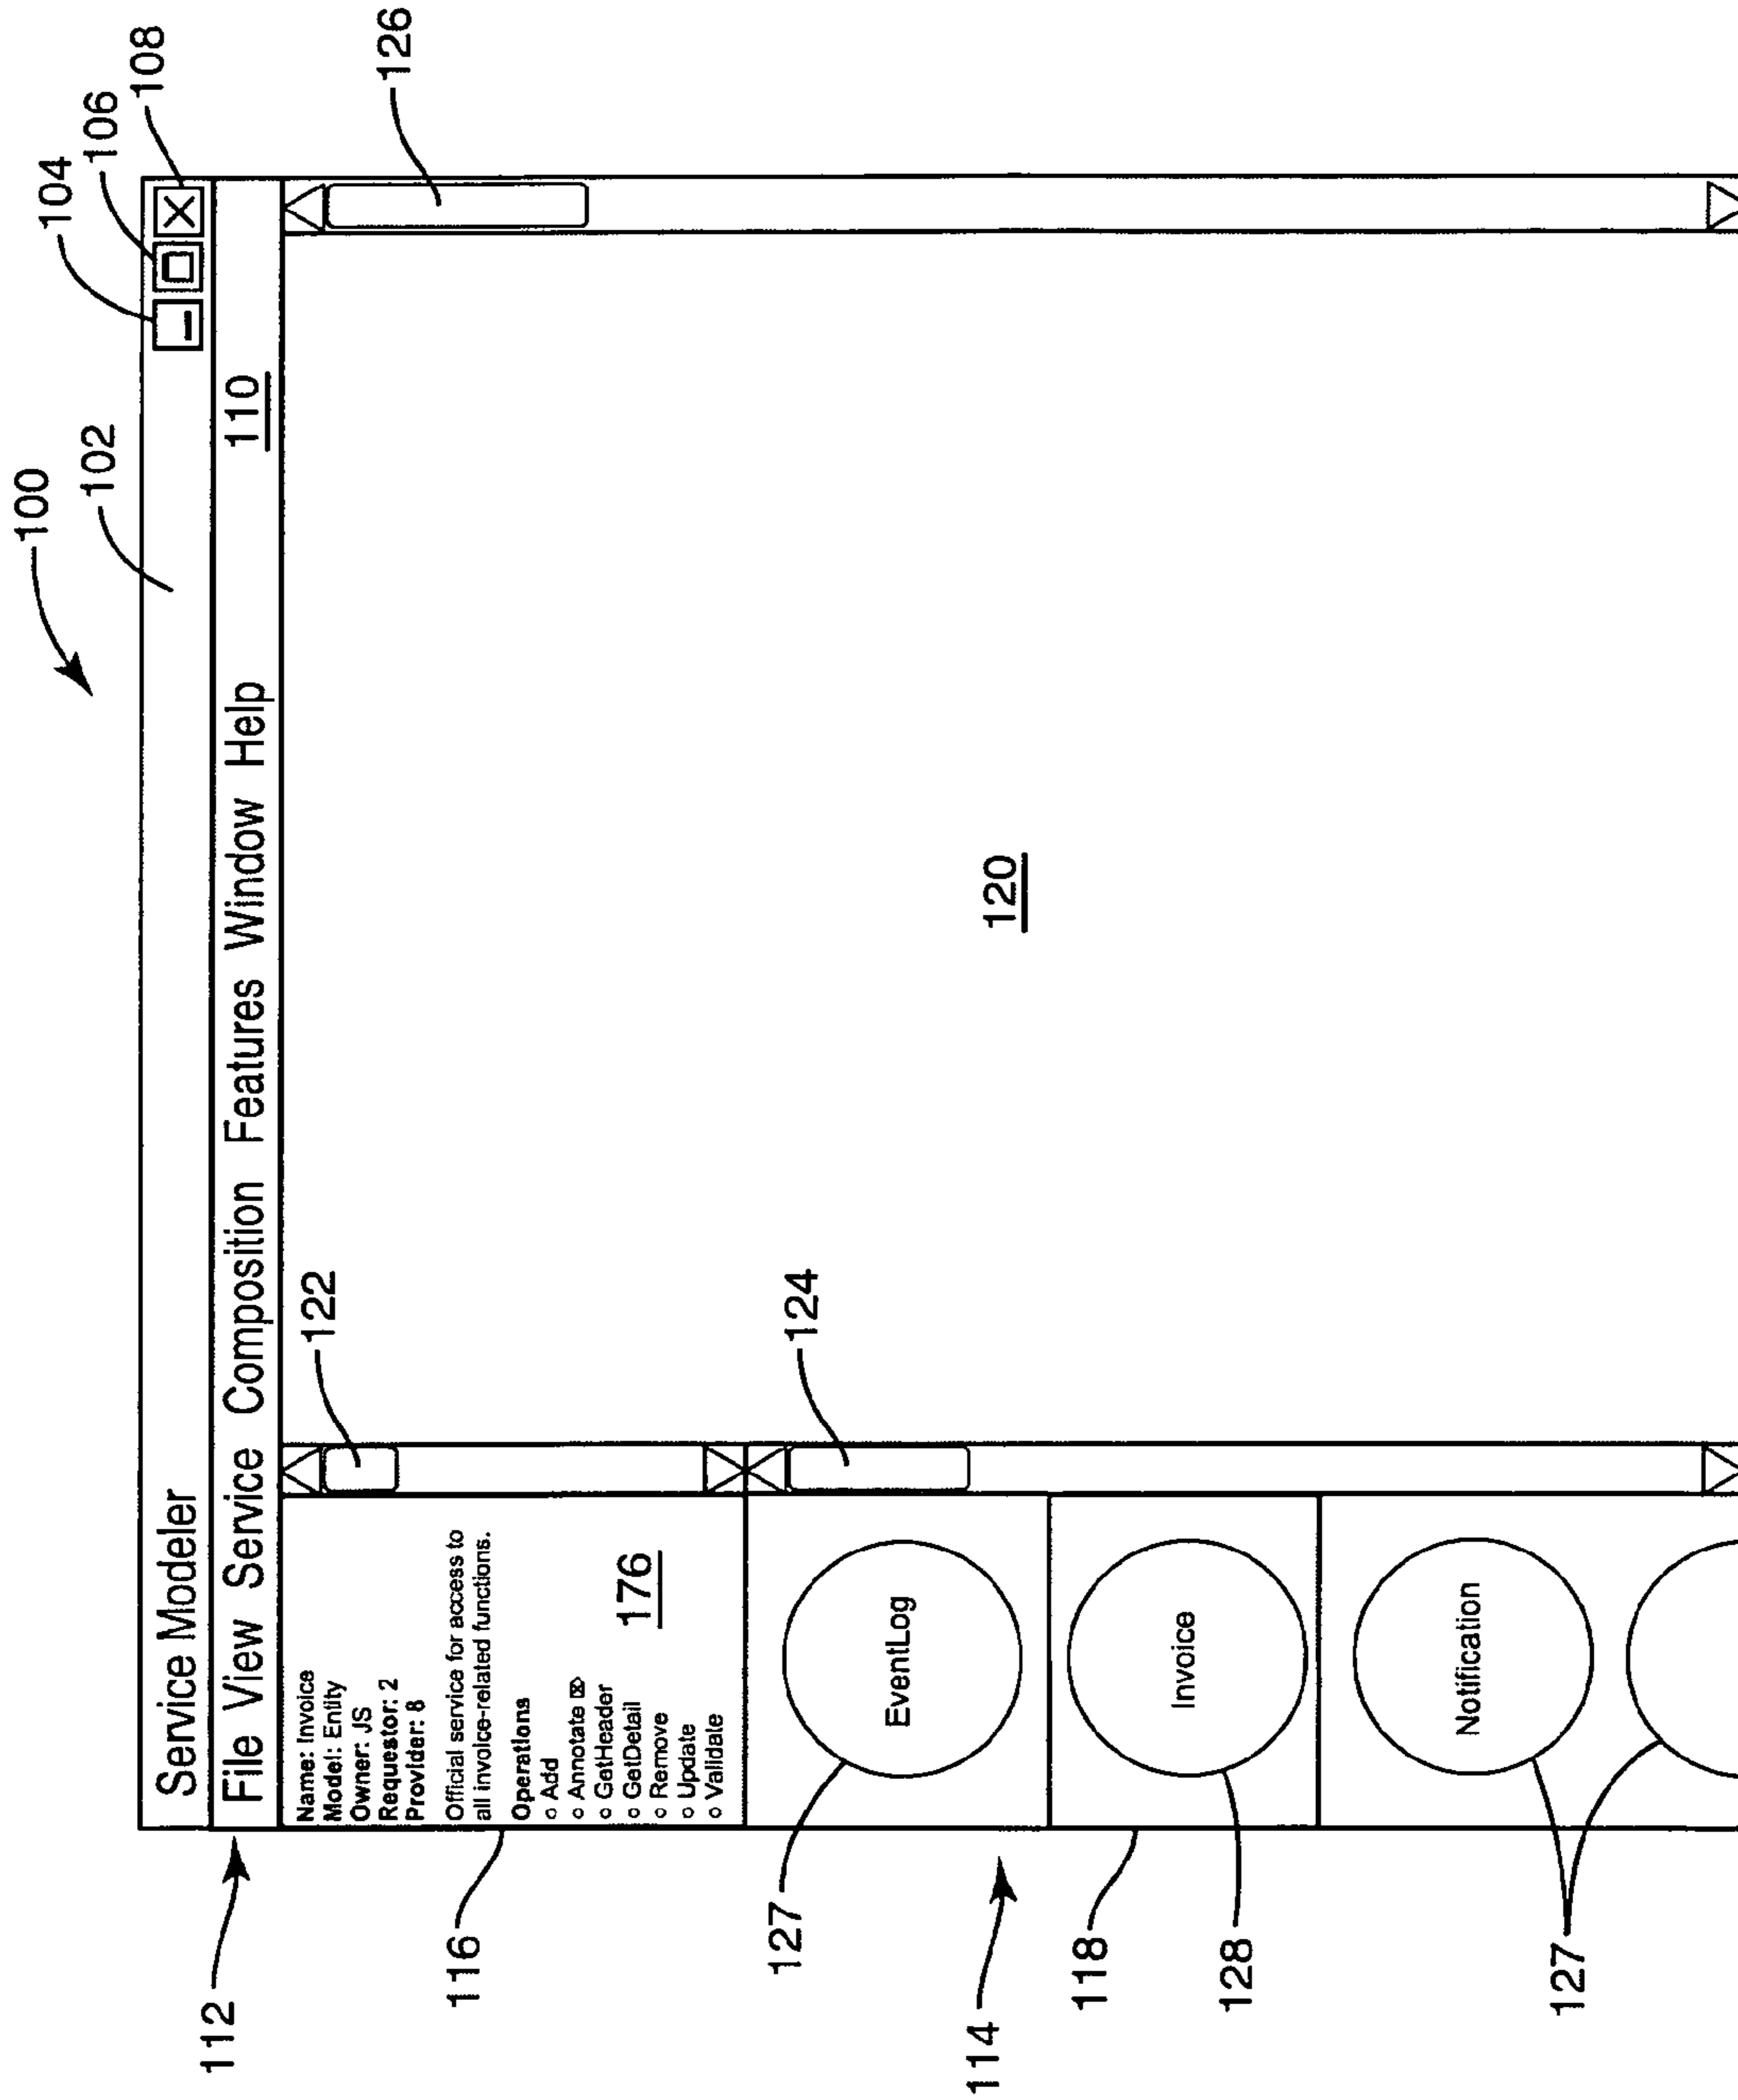 100
102
104
106
108
Service Modeler
112
File View Service Composition Features Window Help
110
126
122
Name: Invoice
Model: Entity
Owner: JS
Requestor: 2
Provider: 8
Official service for access to
all invoice-related functions.
Operations
○ Add
○ Annotate ⌦
○ GetHeader
○ GetDetail
○ Remove
○ Update
○ Validate
176
116
124
120
127
EventLog
114
118
Invoice
128
Notification
127